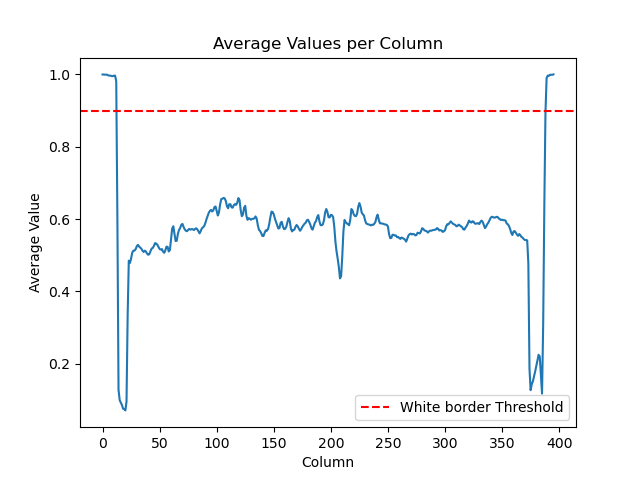 Average Values per Column
1.0
0.8
0.6
0.4
0.2
Average Value
White border Threshold
0 50 100 150 200 250 300 350 400
Column